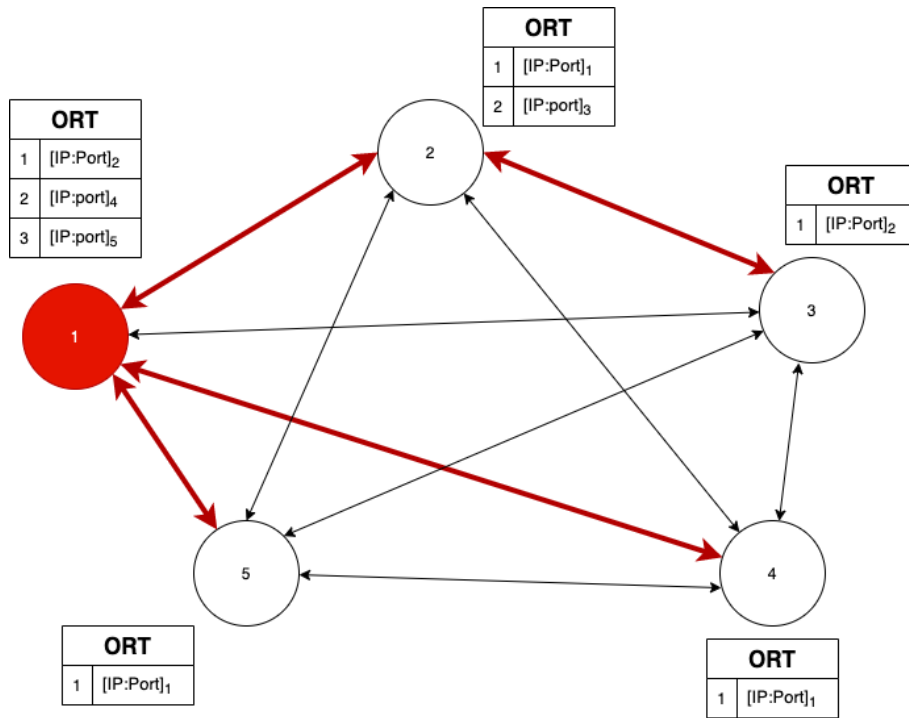 ORT
1 [IP:Port]1
2 [IP:port]3
ORT
1 [IP:Port]2
2 [IP:port]4
3 [IP:port]5
2
ORT
1 [IP:Port]2
3
1
5
4
ORT
1 [IP:Port]1
ORT
1 [IP:Port]1